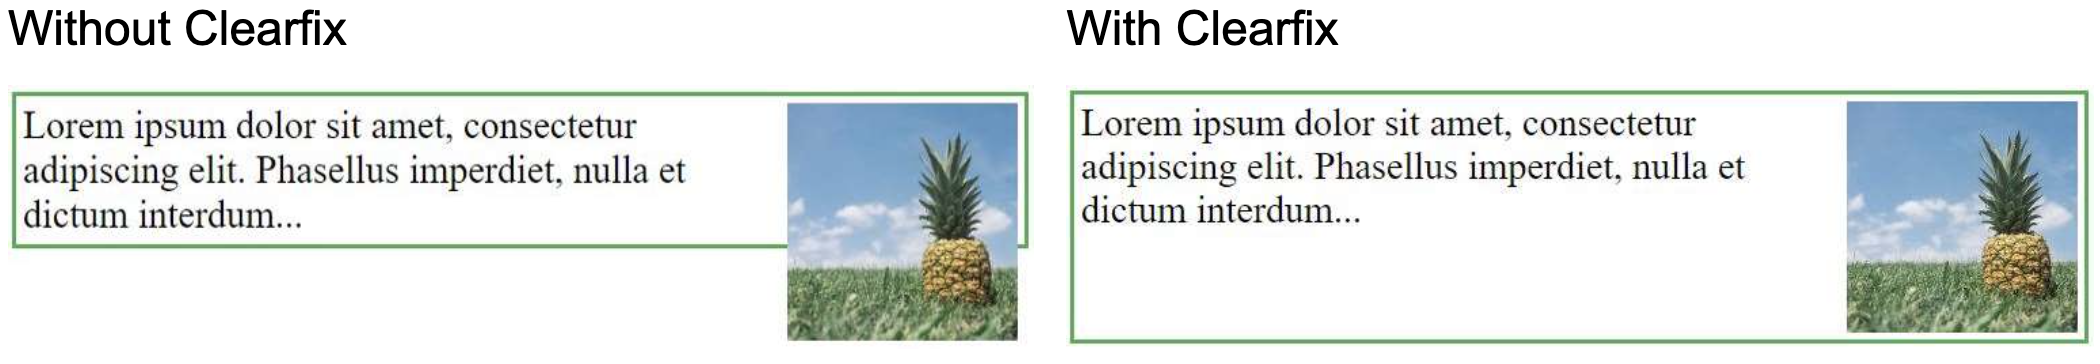 Without Clearfix
Lorem ipsum dolor sit amet, consectetur
adipiscing elit. Phasellus imperdiet, nulla et
dictum interdum...
With Clearfix
Lorem ipsum dolor sit amet, consectetur
adipiscing elit. Phasellus imperdiet, nulla et
dictum interdum...